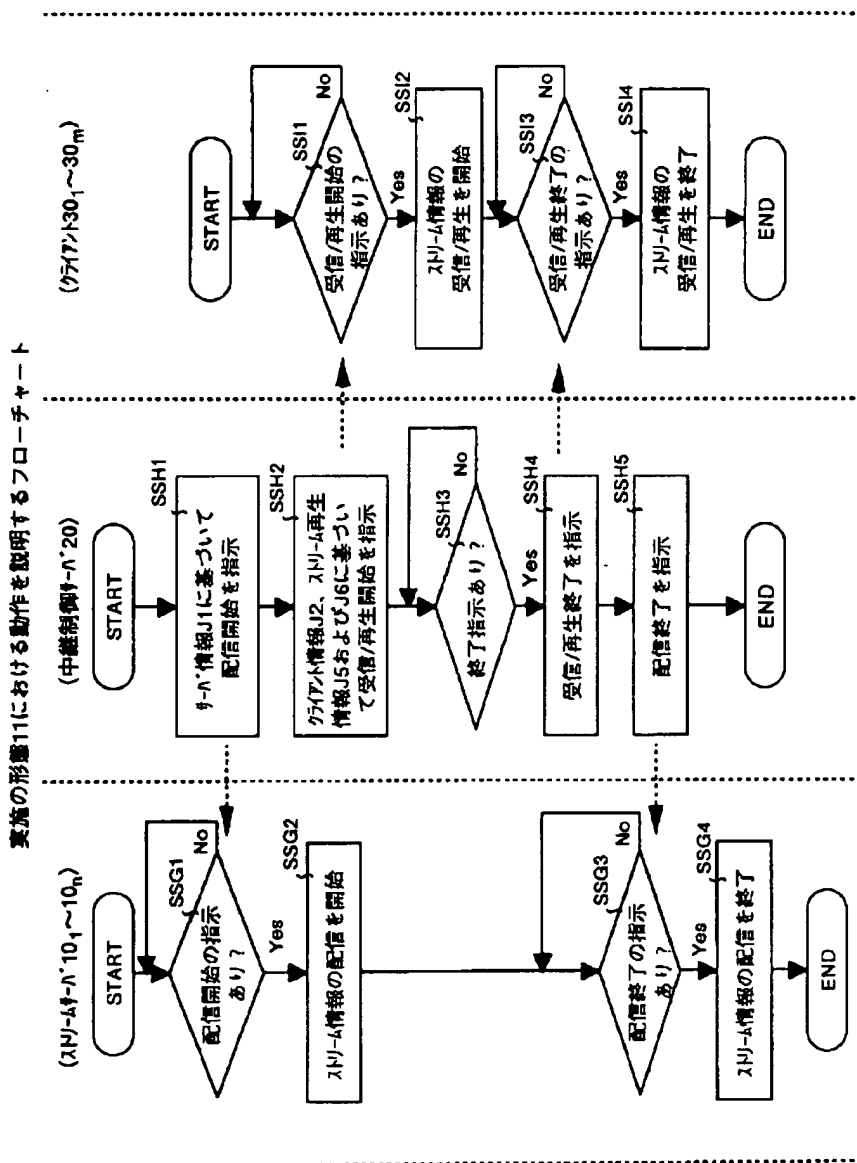 実施の形態11における動作を説明するフローチャート
(ストリームサーバ10₁~10ₙ)
START
SSG1
配信開始の指示
あり?
No
Yes
SSG2
ストリーム情報の配信を開始
SSG3
配信終了の指示
あり?
No
Yes
SSG4
ストリーム情報の配信を終了
END
(中継制御サーバ20)
START
SSH1
サーバ情報J1に基づいて
配信開始を指示
SSH2
クライアント情報J2、ストリーム再生
情報J5およびJ6に基づい
て受信/再生開始を指示
SSH3
終了指示あり?
No
Yes
SSH4
受信/再生終了を指示
SSH5
配信終了を指示
END
(クライアント30₁~30ₘ)
START
SSI1
受信/再生開始の
指示あり?
No
Yes
SSI2
ストリーム情報の
受信/再生を開始
SSI3
受信/再生終了の
指示あり?
No
Yes
SSI4
ストリーム情報の
受信/再生を終了
END